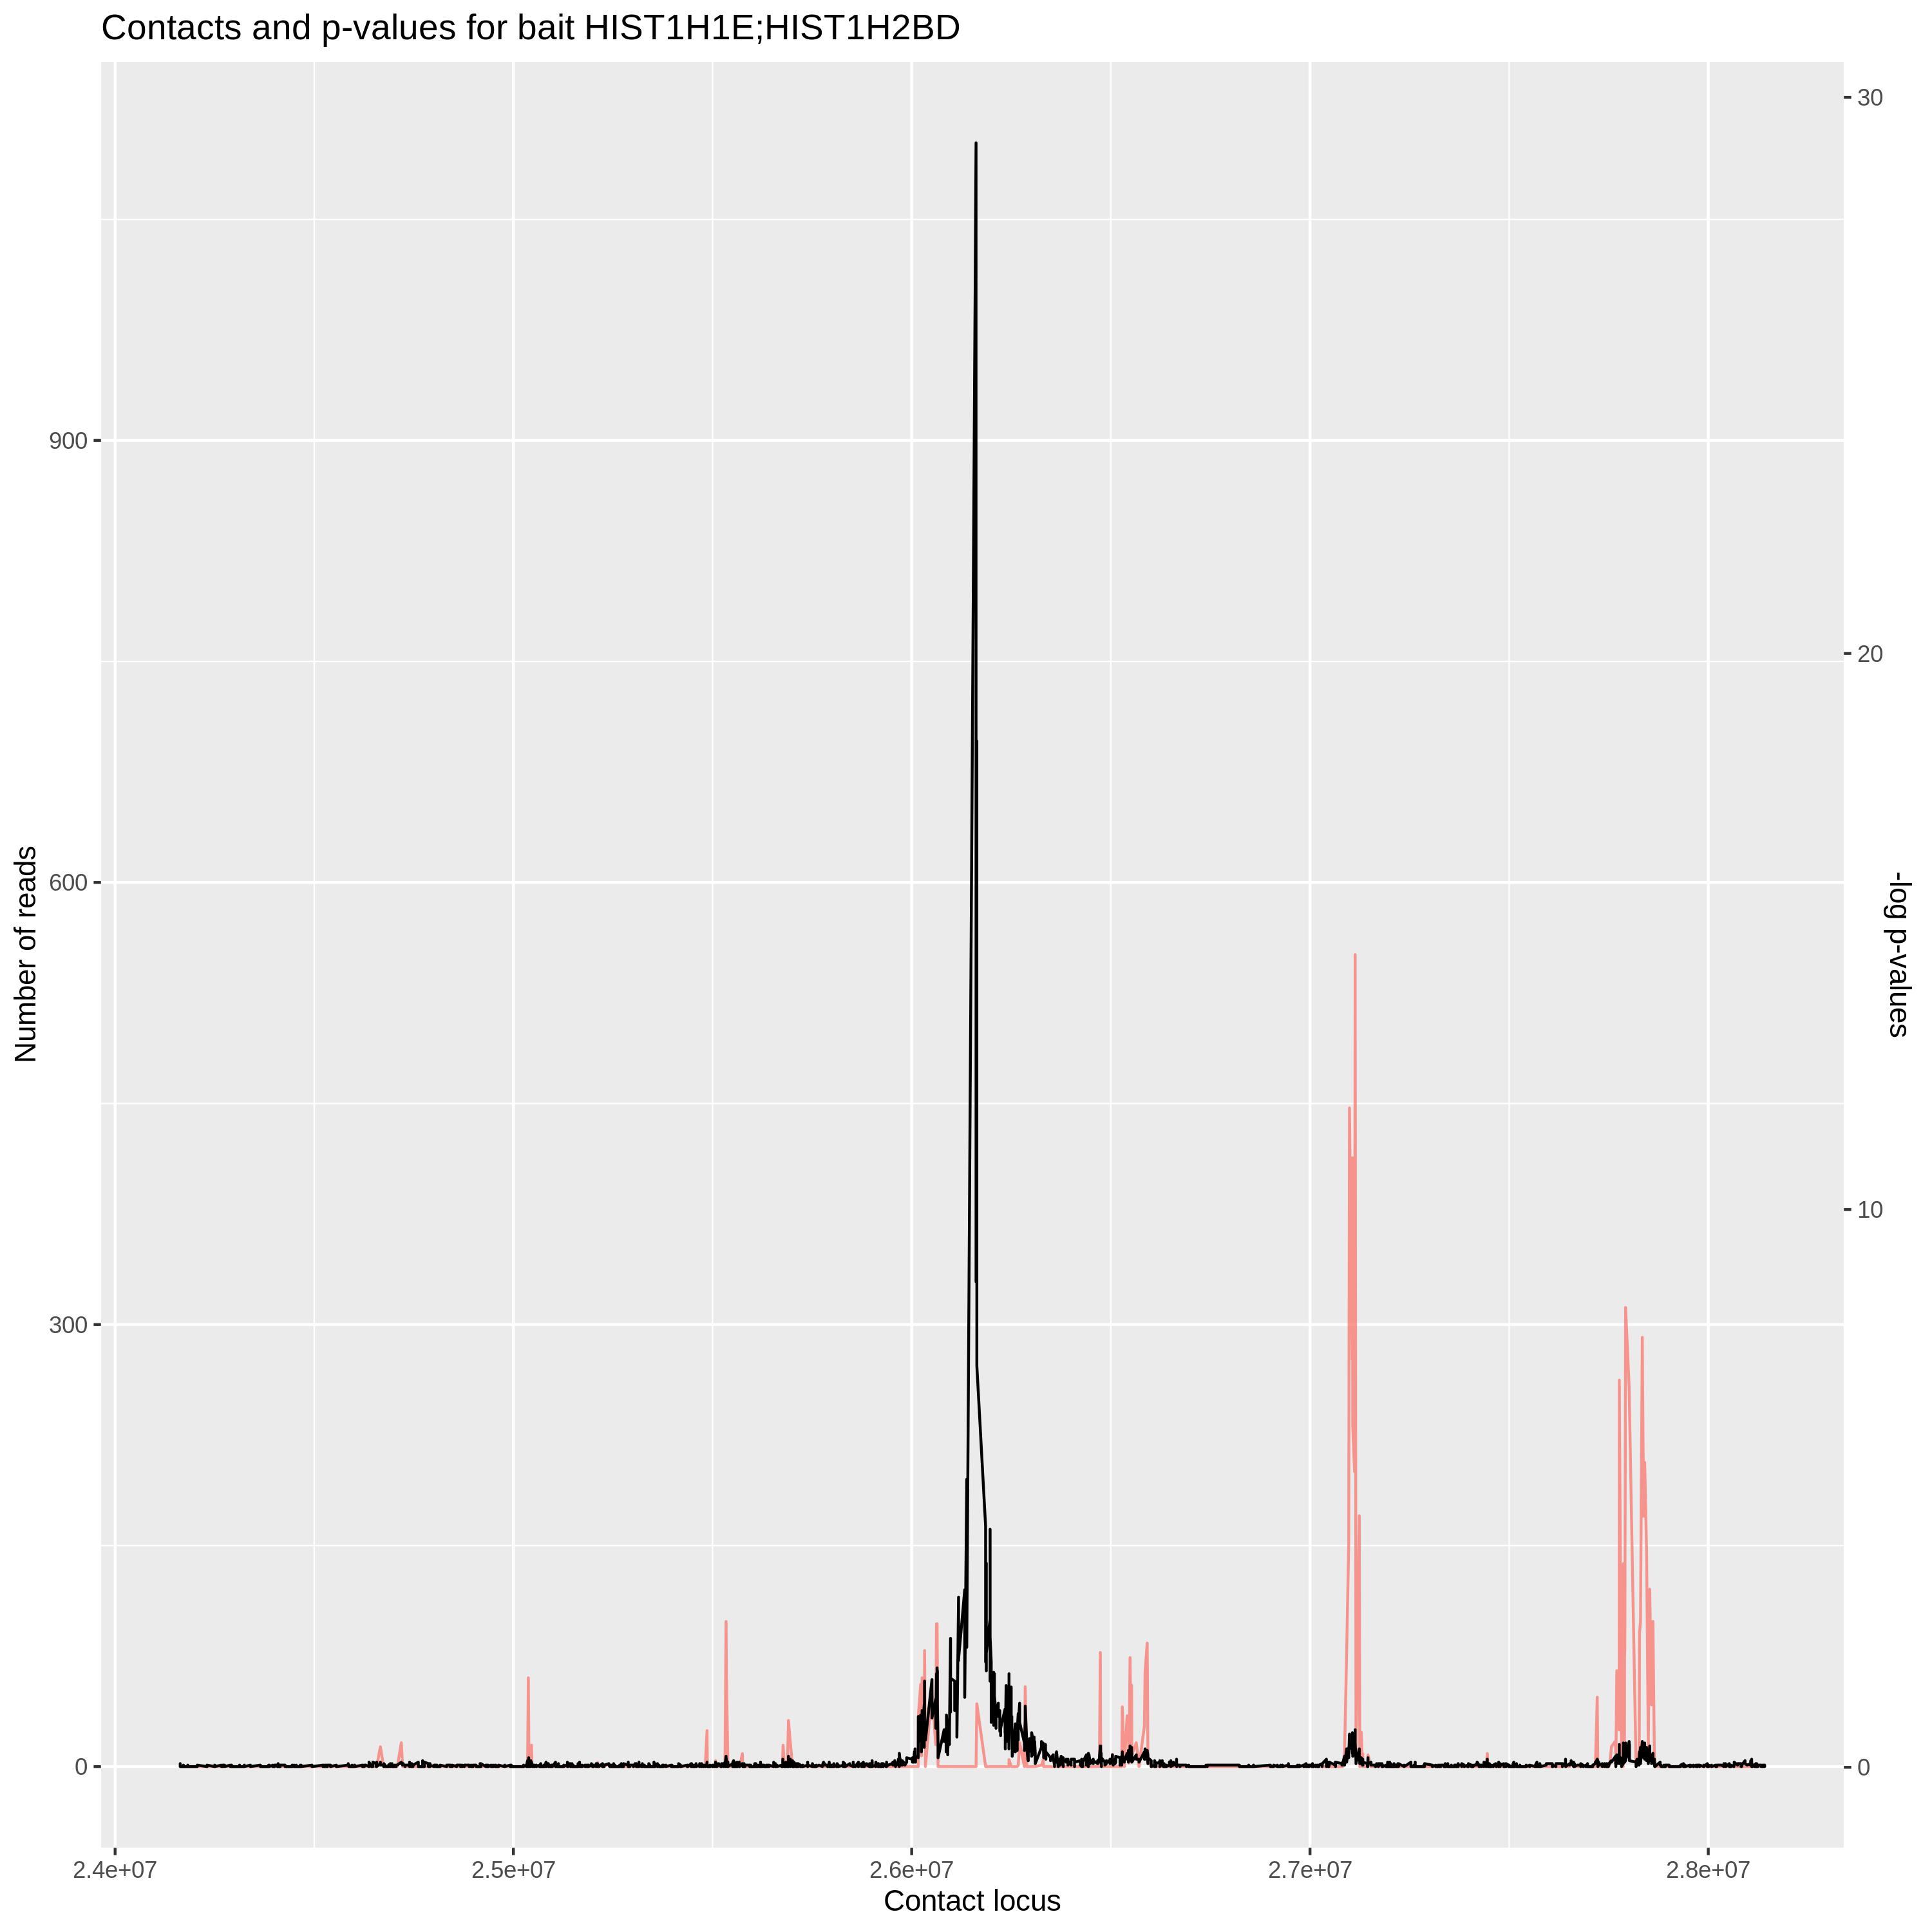 Contacts and p-values for bait HIST1H1E;HIST1H2BD
30
900
20
600
Number of reads
-log p-values
10
300
0
0
2.4e+07
2.5e+07
2.6e+07
2.7e+07
2.8e+07
Contact locus